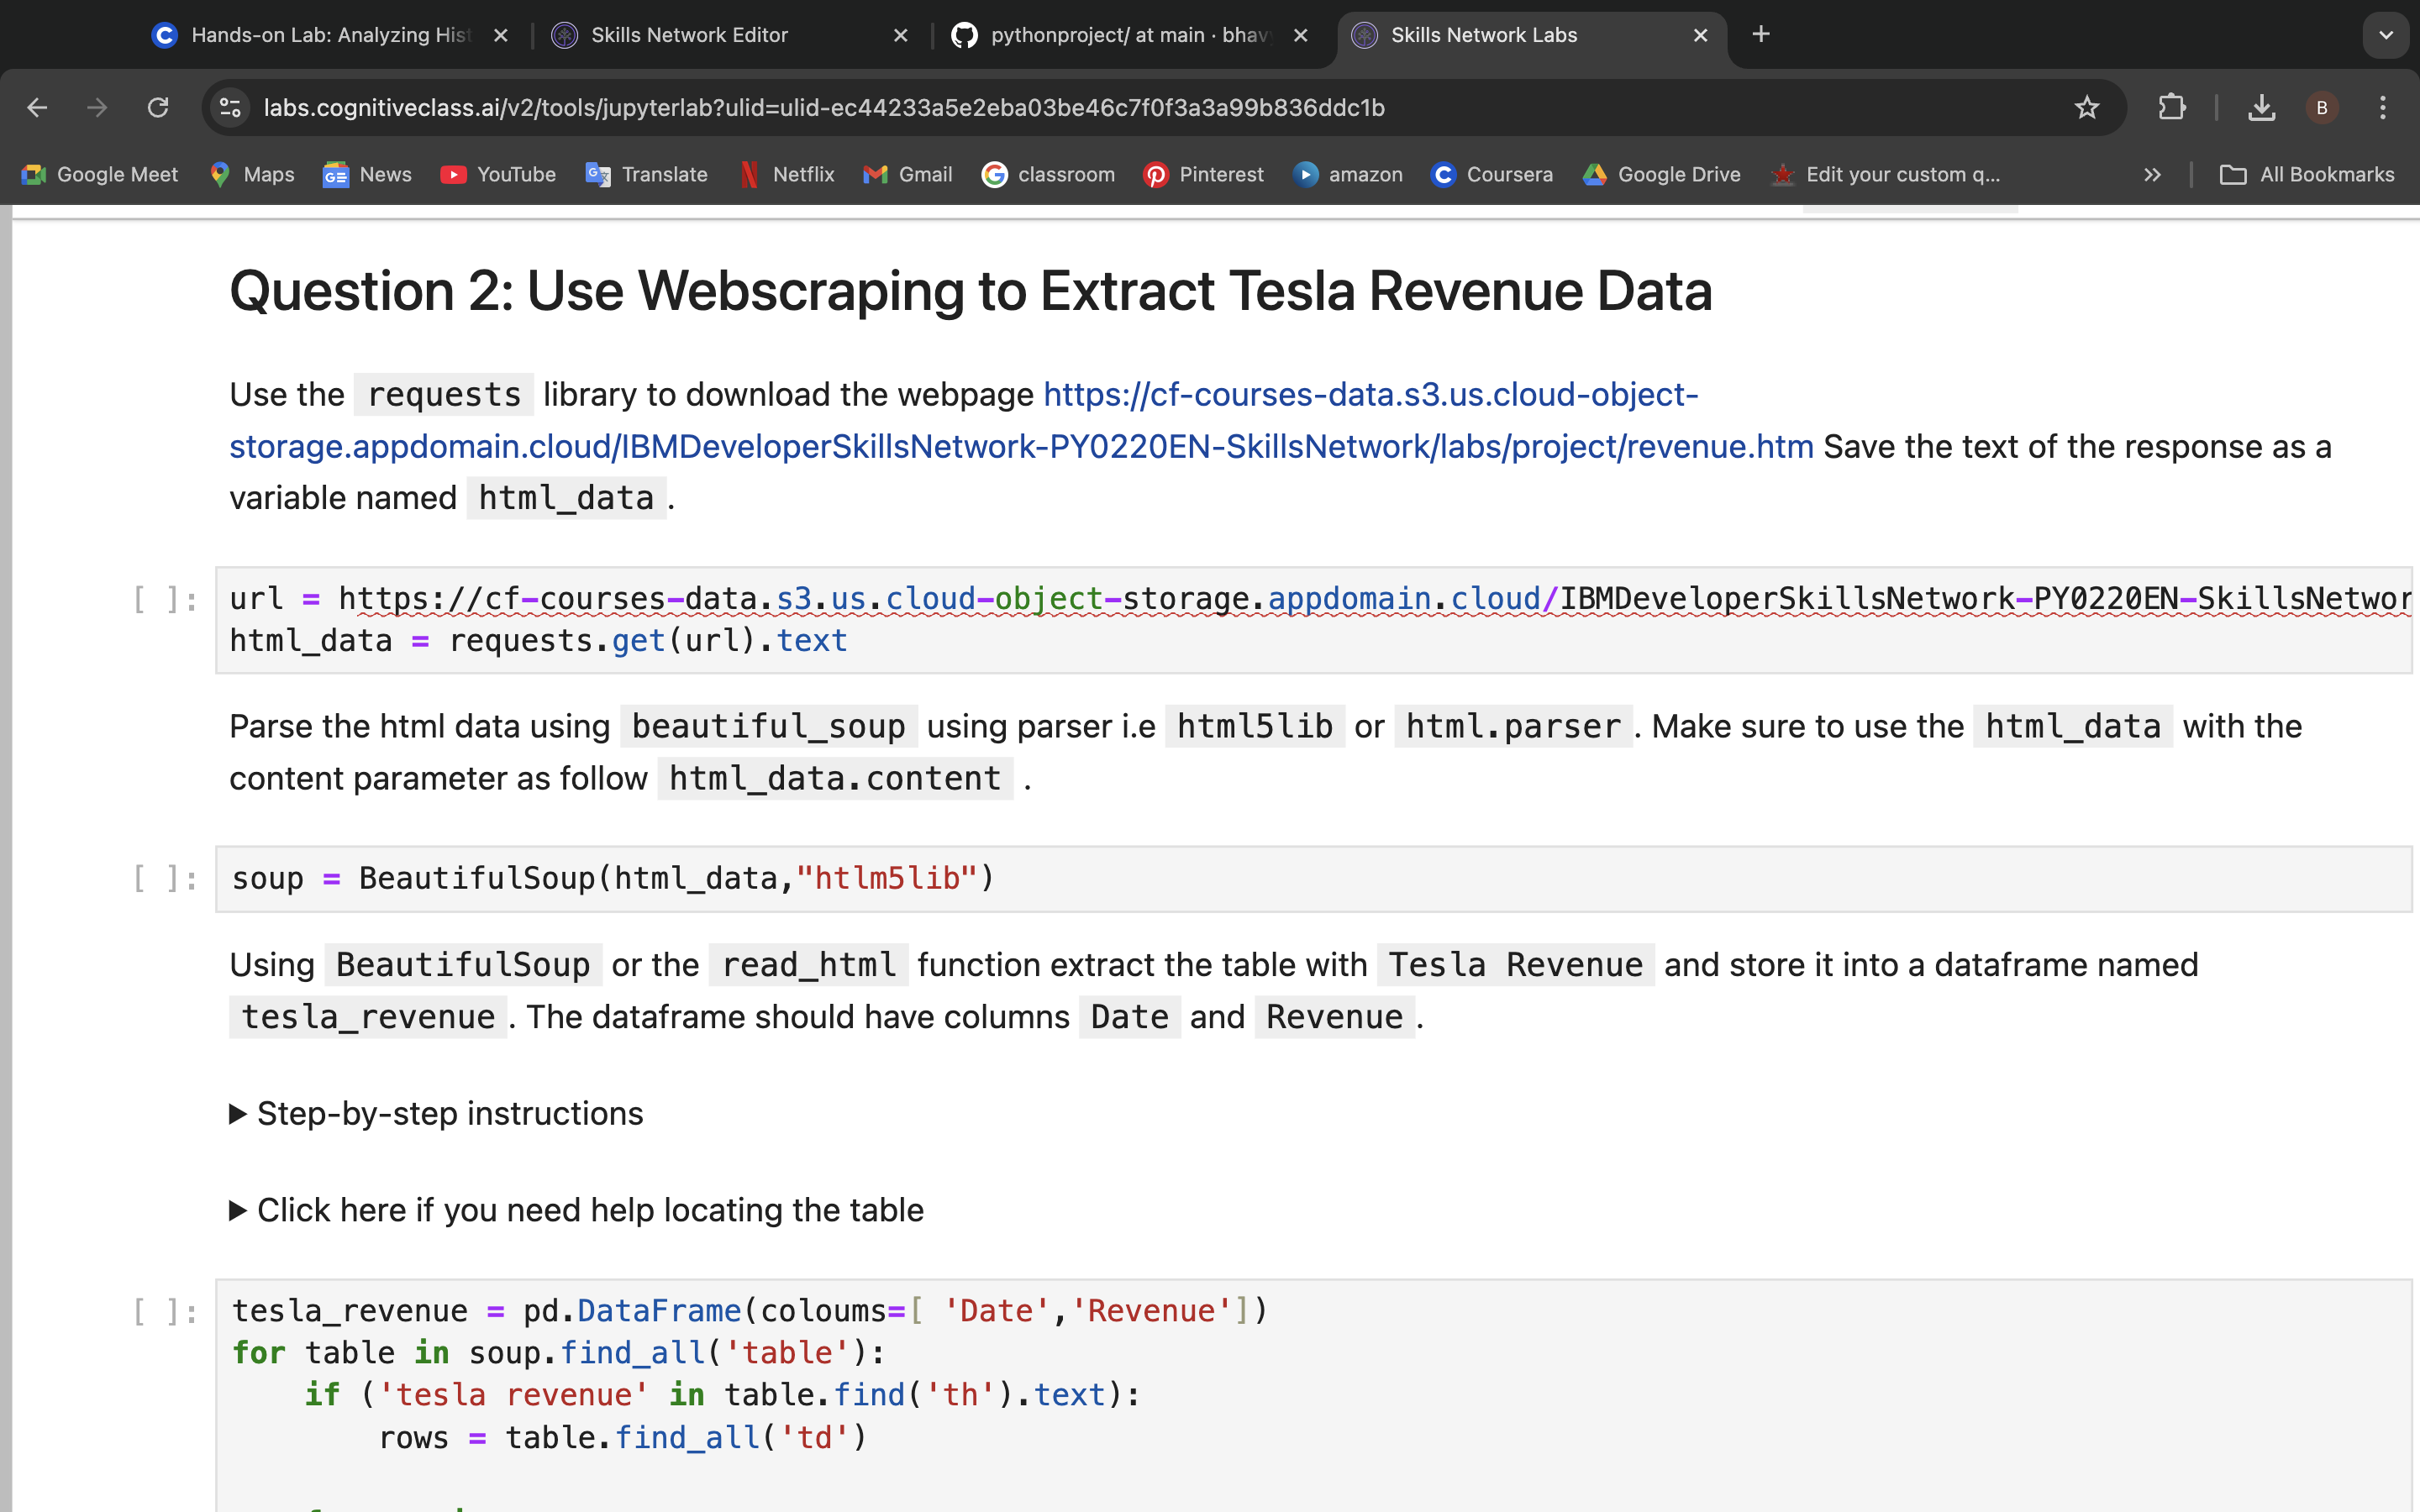 Hands-on Lab: Analyzing Hist
Skills Network Editor
pythonproject/ at main · bhav
Skills Network Labs
labs.cognitiveclass.ai/v2/tools/jupyterlab?ulid=ulid-ec44233a5e2eba03be46c7f0f3a3a99b836ddc1b
B
Google Meet
Maps
News
YouTube
Translate
Netflix
Gmail
classroom
Pinterest
amazon
Coursera
Google Drive
Edit your custom q...
All Bookmarks
Question 2: Use Webscraping to Extract Tesla Revenue Data
Use the requests library to download the webpage https://cf-courses-data.s3.us.cloud-object-
storage.appdomain.cloud/IBMDeveloperSkillsNetwork-PY0220EN-SkillsNetwork/labs/project/revenue.htm Save the text of the response as a
variable named html_data.
[ ]:
url = https://cf-courses-data.s3.us.cloud-object-storage.appdomain.cloud/IBMDeveloperSkillsNetwork-PY0220EN-SkillsNetwor
html_data = requests.get(url).text
Parse the html data using beautiful_soup using parser i.e html5lib or html.parser. Make sure to use the html_data with the
content parameter as follow html_data.content .
[ ]:
soup = BeautifulSoup(html_data,"htlm5lib")
Using BeautifulSoup or the read_html function extract the table with Tesla Revenue and store it into a dataframe named
tesla_revenue. The dataframe should have columns Date and Revenue.
Step-by-step instructions
Click here if you need help locating the table
[ ]:
tesla_revenue = pd.DataFrame(coloums=[ 'Date','Revenue'])
for table in soup.find_all('table'):
if ('tesla revenue' in table.find('th').text):
rows = table.find_all('td')